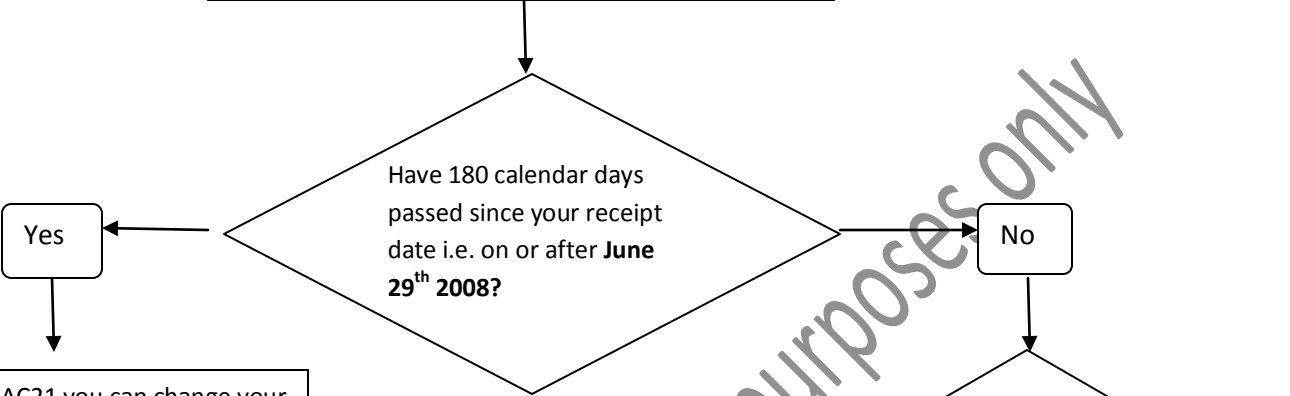 Have 180 calendar days
passed since your receipt
date i.e. on or after June
29th 2008?
Yes
No
AC21 you can change your
purposes only